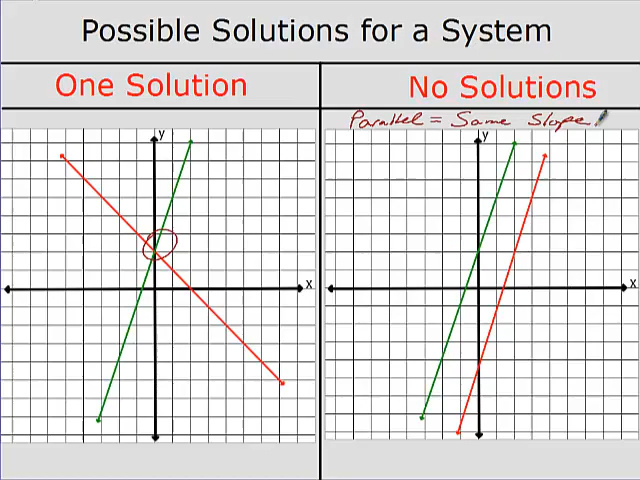 Possible Solutions for a System
One Solution
No Solutions
Parallel = Same Slope
y
x
y
x